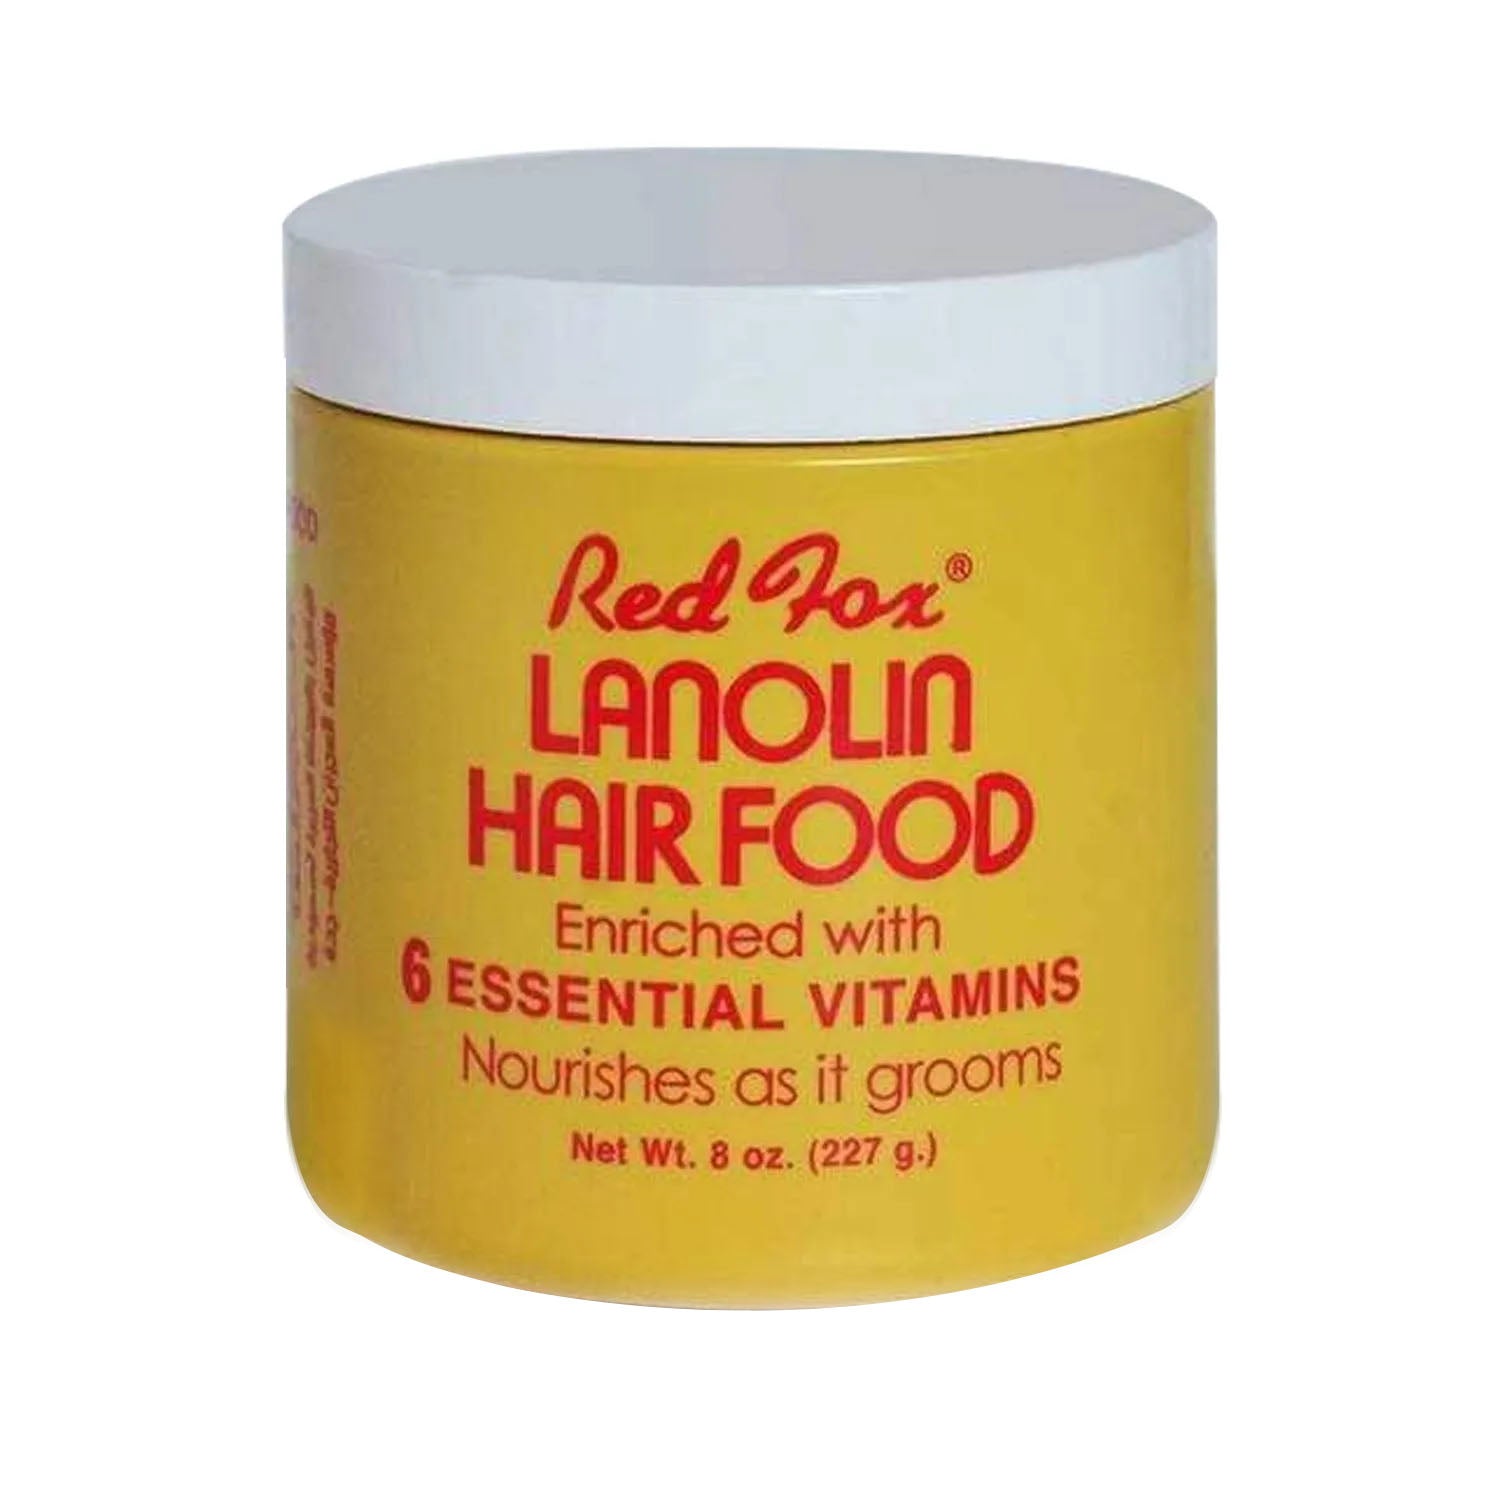 Red Fox®
LANOLIN
HAIR FOOD
Enriched with
6 ESSENTIAL VITAMINS
Nourishes as it grooms
Net Wt. 8 oz. (227 g.)